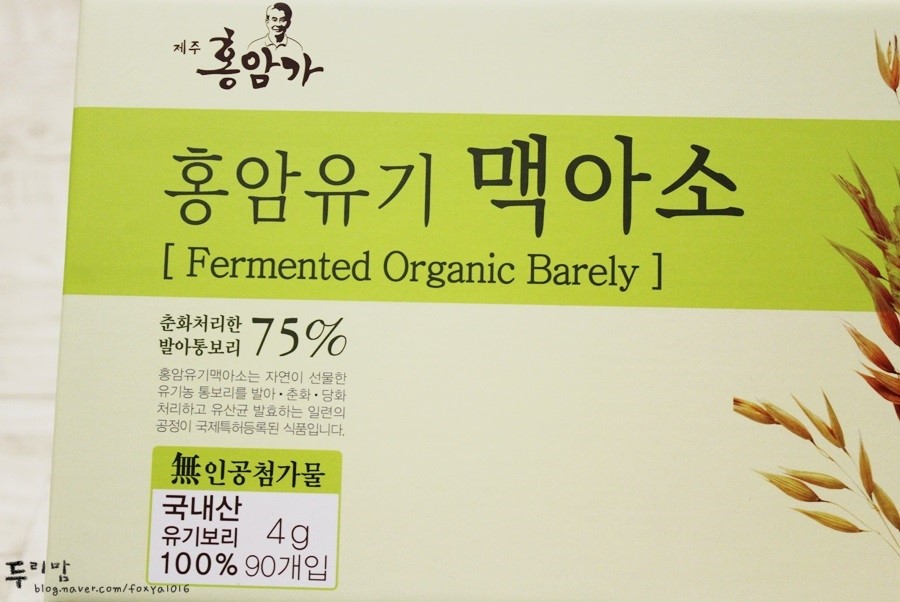 제주 홍암가
홍암유기 맥아소
[ Fermented Organic Barely ]
춘화처리한
발아통보리 75%
홍암유기맥아소는 자연이 선물한
유기농 통보리를 발아·춘화·당화
처리하고 유산균 발효하는 일련의
공정이 국제특허등록된 식품입니다.
無인공첨가물
국내산
유기보리 4g
100% 90개입
두리맘
blog.naver.com/foxya1016